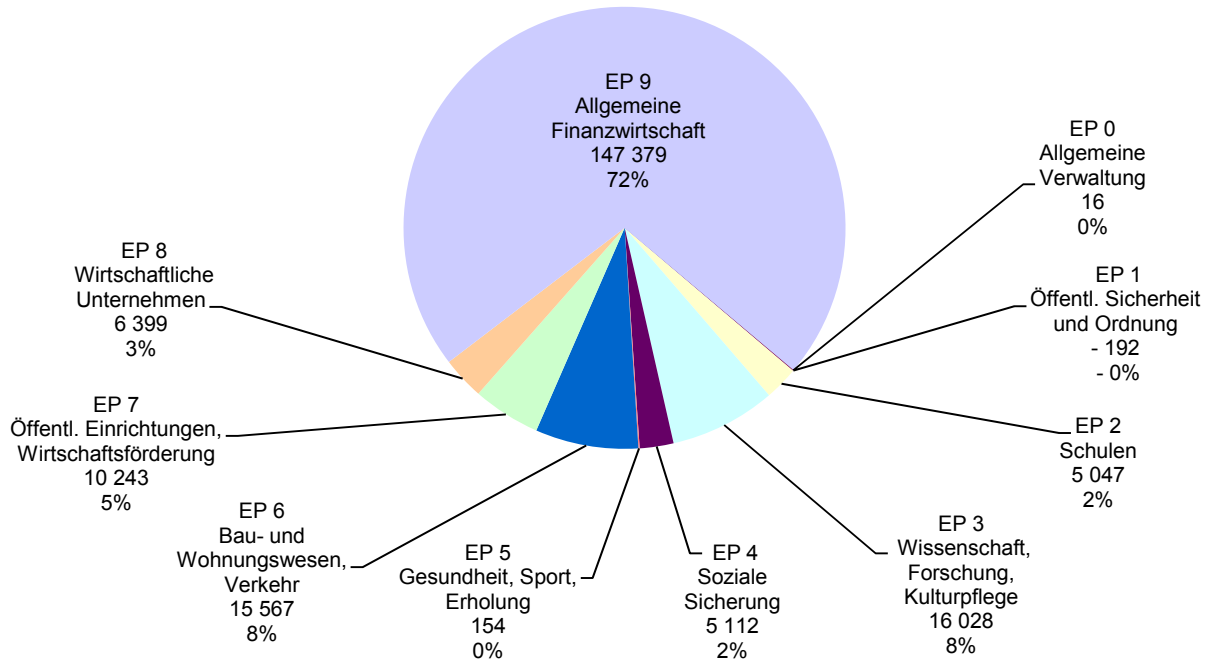 EP 9
Allgemeine
Finanzwirtschaft
147 379
72%
EP 0
Allgemeine
Verwaltung
16
0%
EP 1
Öffentl. Sicherheit
und Ordnung
- 192
- 0%
EP 2
Schulen
5 047
2%
EP 3
Wissenschaft,
Forschung,
Kulturpflege
16 028
8%
EP 4
Soziale
Sicherung
5 112
2%
EP 5
Gesundheit, Sport,
Erholung
154
0%
EP 6
Bau- und
Wohnungswesen,
Verkehr
15 567
8%
EP 7
Öffentl. Einrichtungen,
Wirtschaftsförderung
10 243
5%
EP 8
Wirtschaftliche
Unternehmen
6 399
3%